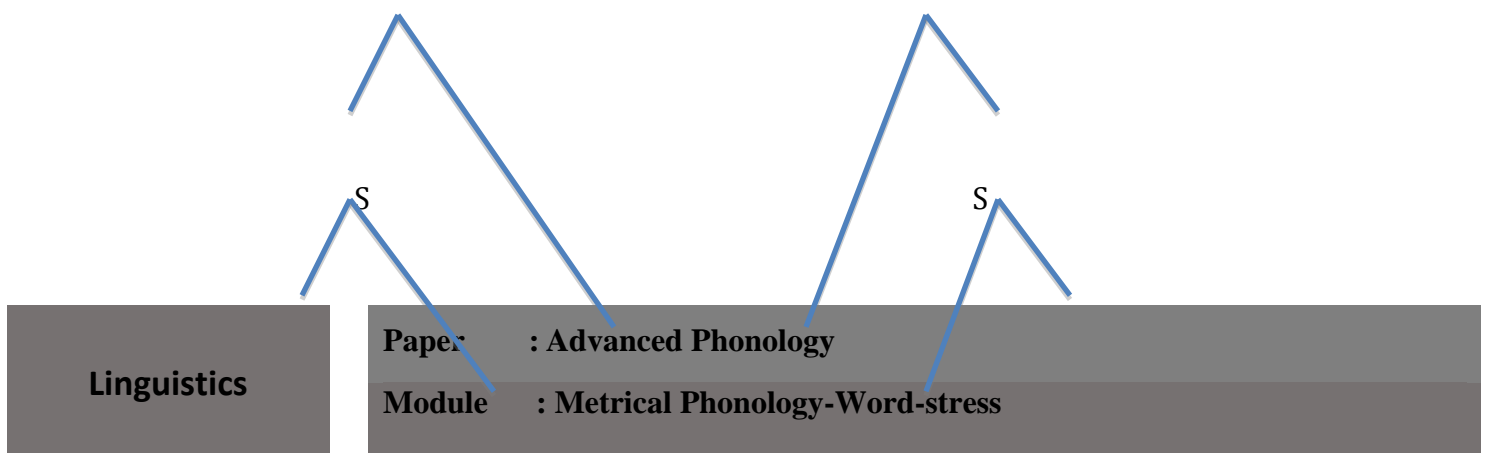 S S
Linguistics
Paper : Advanced Phonology
Module : Metrical Phonology-Word-stress